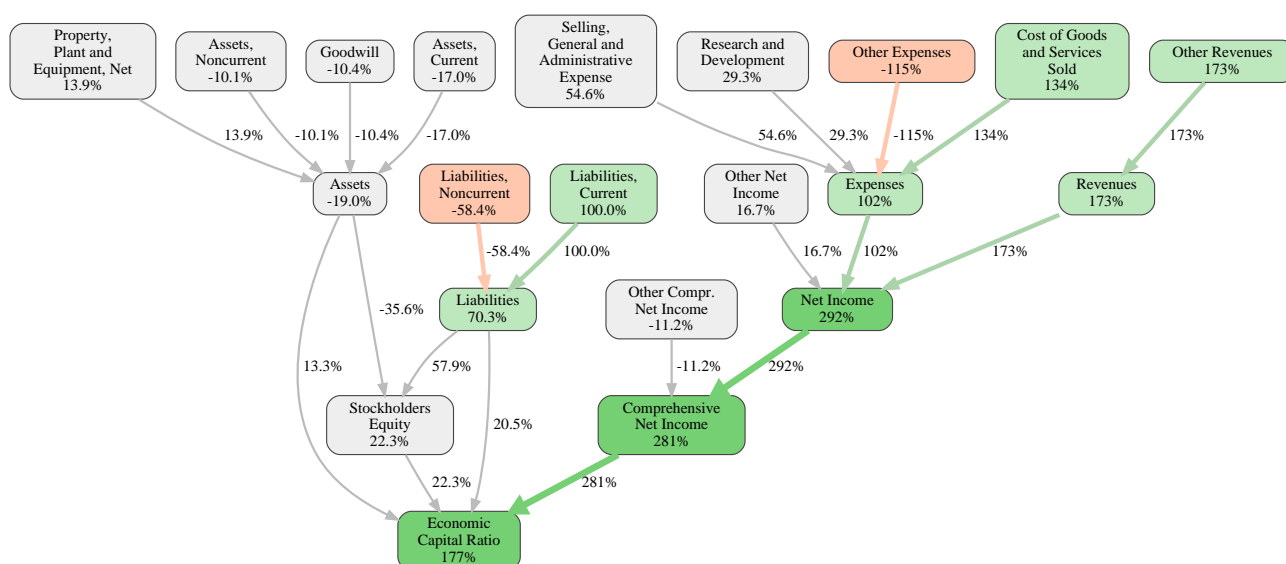 Property,
Plant and
Equipment, Net
13.9%
Assets,
Noncurrent
-10.1%
Goodwill
-10.4%
Assets,
Current
-17.0%
Selling,
General and
Administrative
Expense
54.6%
Research and
Development
29.3%
Other Expenses
-115%
Cost of Goods
and Services
Sold
134%
Other Revenues
173%
13.9%
-10.1%
-10.4%
-17.0%
54.6%
29.3%
-115%
134%
173%
Assets
-19.0%
Liabilities,
Noncurrent
-58.4%
Liabilities,
Current
100.0%
Other Net
Income
16.7%
Expenses
102%
Revenues
173%
-58.4%
100.0%
16.7%
102%
173%
-35.6%
Liabilities
70.3%
Other Compr.
Net Income
-11.2%
Net Income
292%
13.3%
57.9%
-11.2%
292%
Stockholders
Equity
22.3%
20.5%
Comprehensive
Net Income
281%
22.3%
281%
Economic
Capital Ratio
177%